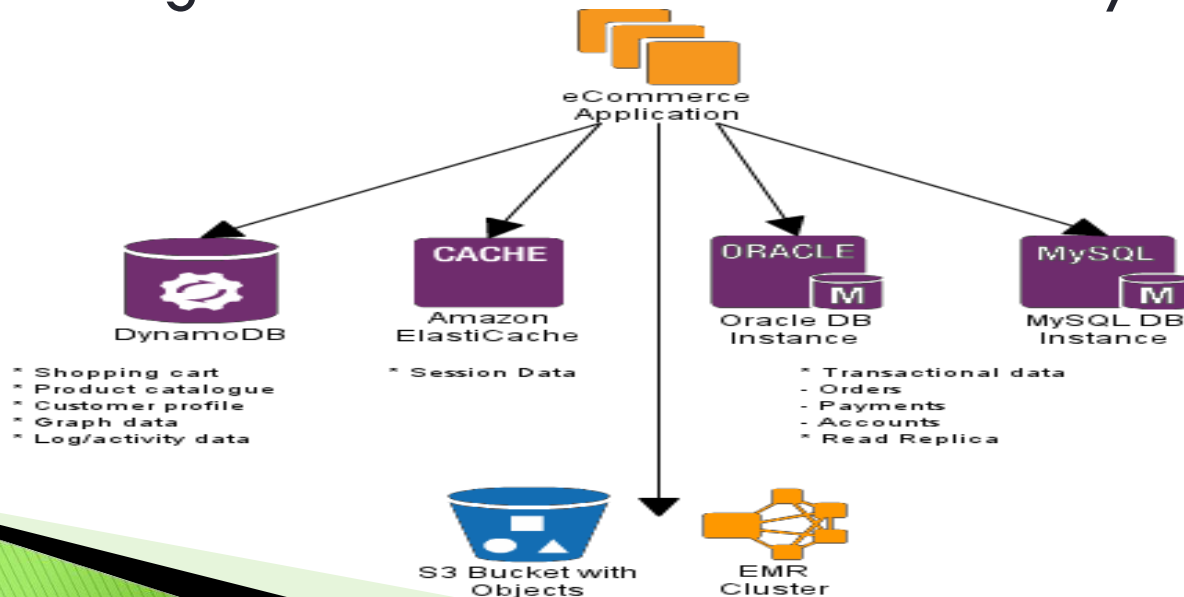 eCommerce
Application
CACHE
ORACLE
M
MySQL
M
DynamoDB
Amazon
ElastiCache
Oracle DB
Instance
MySQL DB
Instance
* Shopping cart
* Product catalogue
* Customer profile
* Graph data
* Log/activity data
* Session Data
* Transactional data
- Orders
- Payments
- Accounts
* Read Replica
S3 Bucket with
Objects
EMR
Cluster